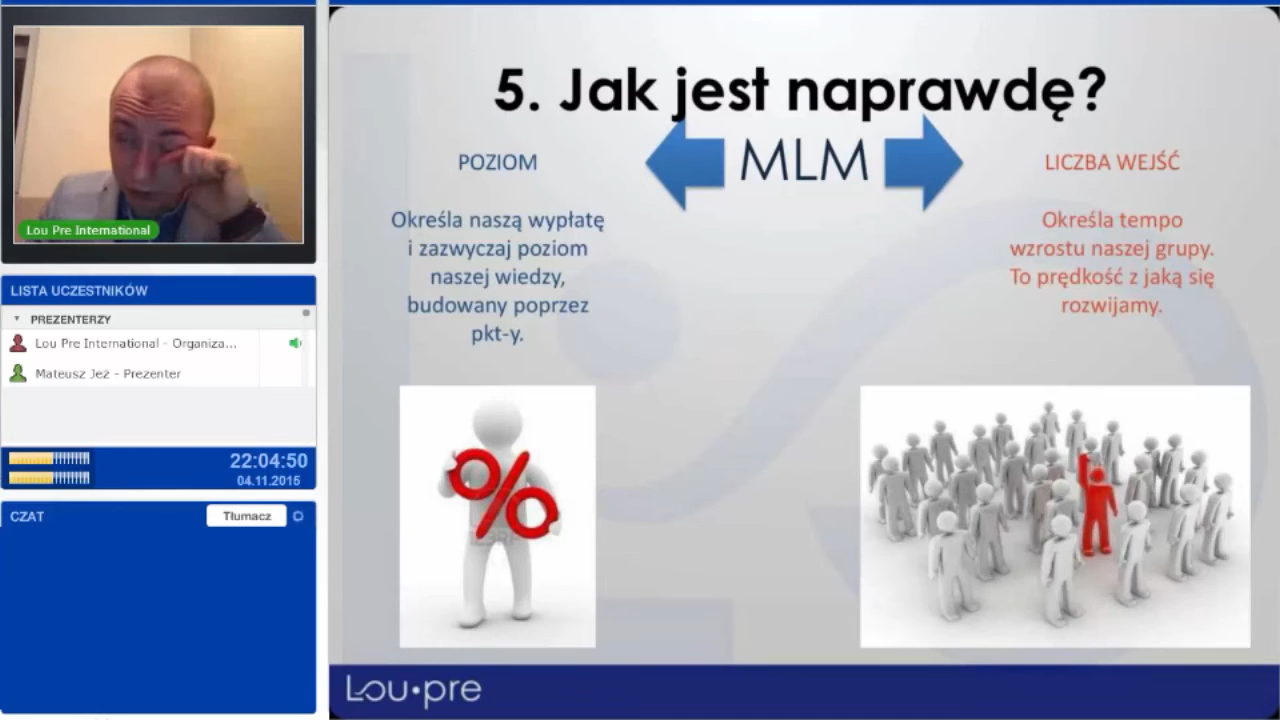 Lou Pre International
LISTA UCZESTNIKÓW
PREZENTERZY
Lou Pre International - Organiza...
Mateusz Jeż - Prezenter
22:04:50
04.11.2015
CZAT
Tłumacz
5. Jak jest naprawdę?
MLM
POZIOM
Określa naszą wypłatę
i zazwyczaj poziom
naszej wiedzy,
budowany poprzez
pkt-y.
LICZBA WEJŚĆ
Określa tempo
wzrostu naszej grupy.
To prędkość z jaką się
rozwijamy.
%
Lou•pre